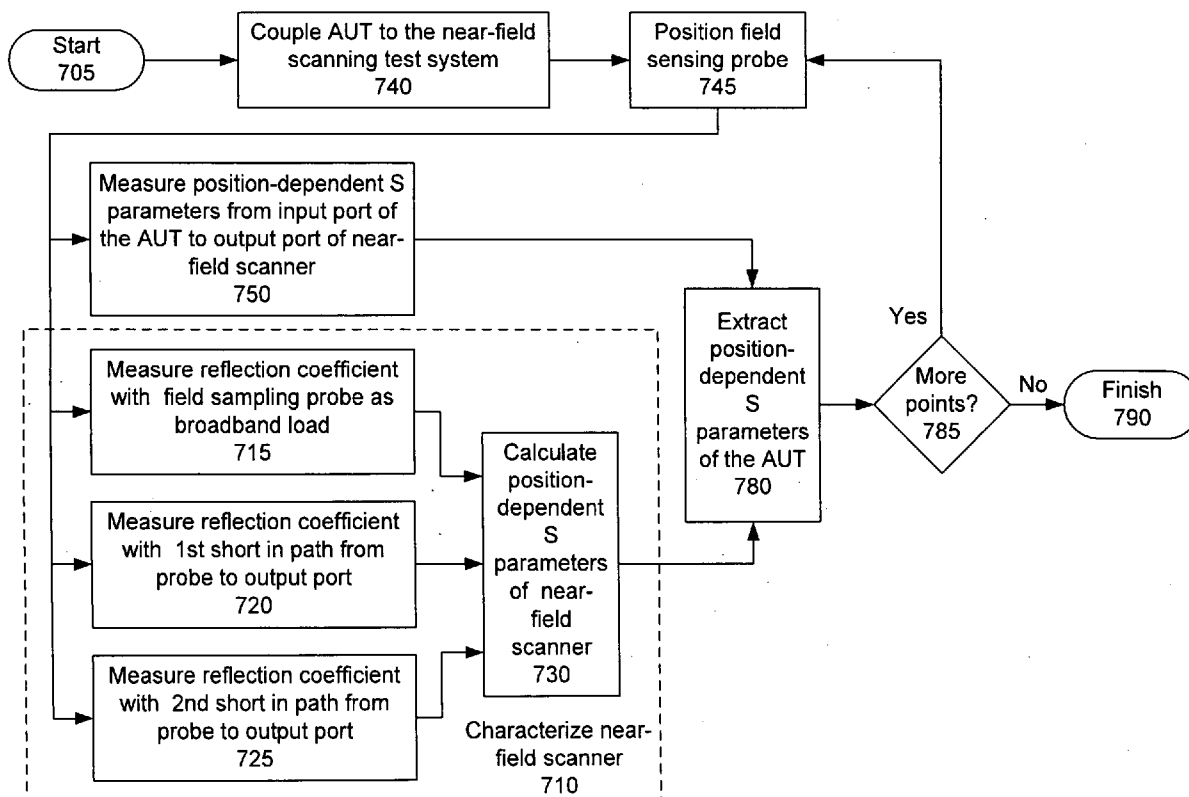 Start
705
Couple AUT to the near-field
scanning test system
740
Position field
sensing probe
745
Measure position-dependent S
parameters from input port of
the AUT to output port of near-
field scanner
750
Measure reflection coefficient
with field sampling probe as
broadband load
715
Measure reflection coefficient
with 1st short in path from
probe to output port
720
Measure reflection coefficient
with 2nd short in path from
probe to output port
725
Calculate
position-
dependent
S
parameters
of near-
field
scanner
730
Characterize near-
field scanner
710
Extract
position-
dependent
S
parameters
of the AUT
780
Yes
More
points?
785
No
Finish
790